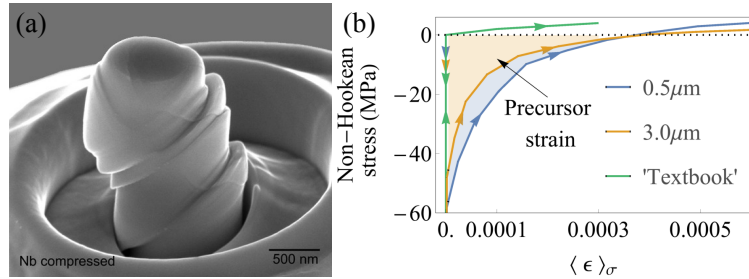 (a)
Nb compressed
500 nm
(b)
Non-Hookean
stress (MPa)
0
-20
-40
-60
0.
0.0001
0.0003
0.0005
⟨ ϵ ⟩σ
Precursor
strain
0.5μm
3.0μm
'Textbook'